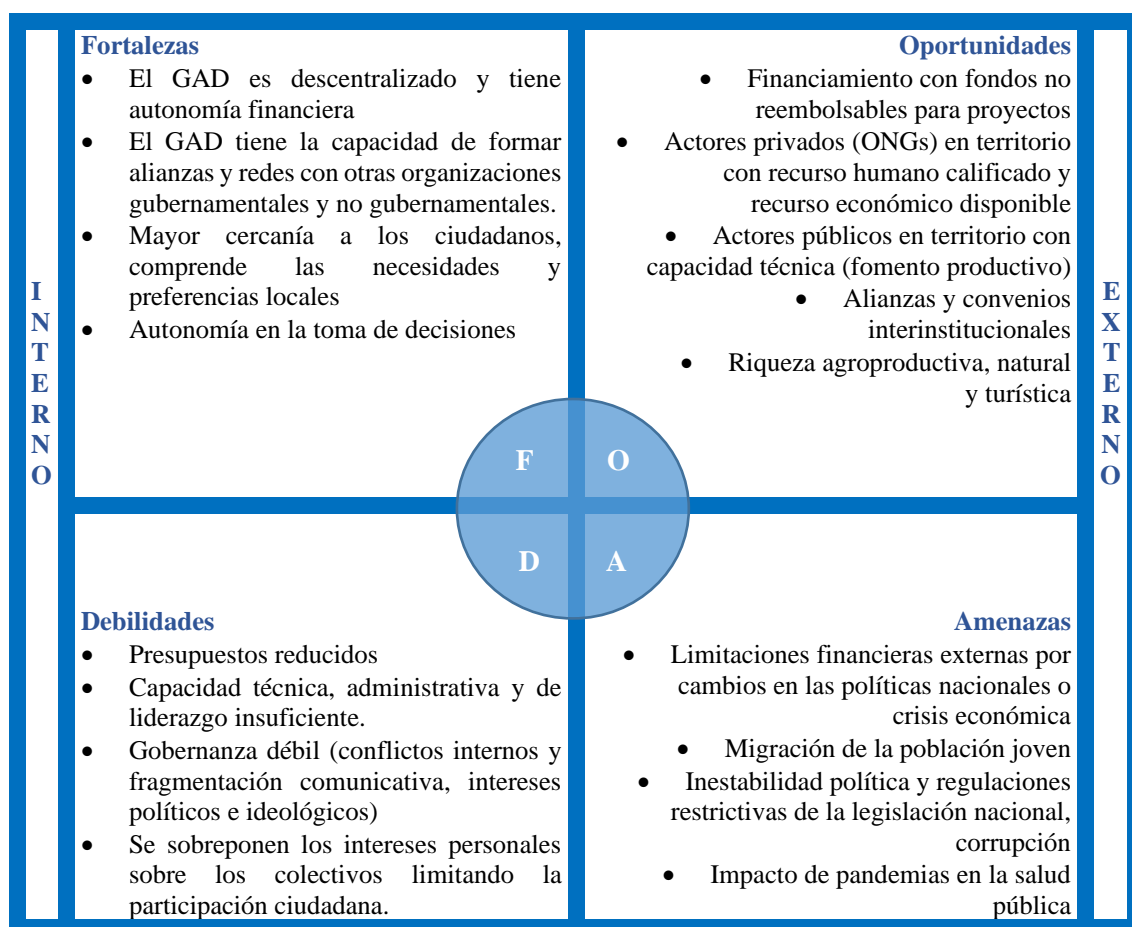 INTERNO
Fortalezas
• El GAD es descentralizado y tiene
autonomía financiera
• El GAD tiene la capacidad de formar
alianzas y redes con otras organizaciones
gubernamentales y no gubernamentales.
• Mayor cercanía a los ciudadanos,
comprende las necesidades y
preferencias locales
• Autonomía en la toma de decisiones
Oportunidades
• Financiamiento con fondos no
reembolsables para proyectos
• Actores privados (ONGs) en territorio
con recurso humano calificado y
recurso económico disponible
• Actores públicos en territorio con
capacidad técnica (fomento productivo)
• Alianzas y convenios
interinstitucionales
• Riqueza agroproductiva, natural
y turística
EXTERNO
F O
D A
Debilidades
• Presupuestos reducidos
• Capacidad técnica, administrativa y de
liderazgo insuficiente.
• Gobernanza débil (conflictos internos y
fragmentación comunicativa, intereses
políticos e ideológicos)
• Se sobreponen los intereses personales
sobre los colectivos limitando la
participación ciudadana.
Amenazas
• Limitaciones financieras externas por
cambios en las políticas nacionales o
crisis económica
• Migración de la población joven
• Inestabilidad política y regulaciones
restrictivas de la legislación nacional,
corrupción
• Impacto de pandemias en la salud
pública